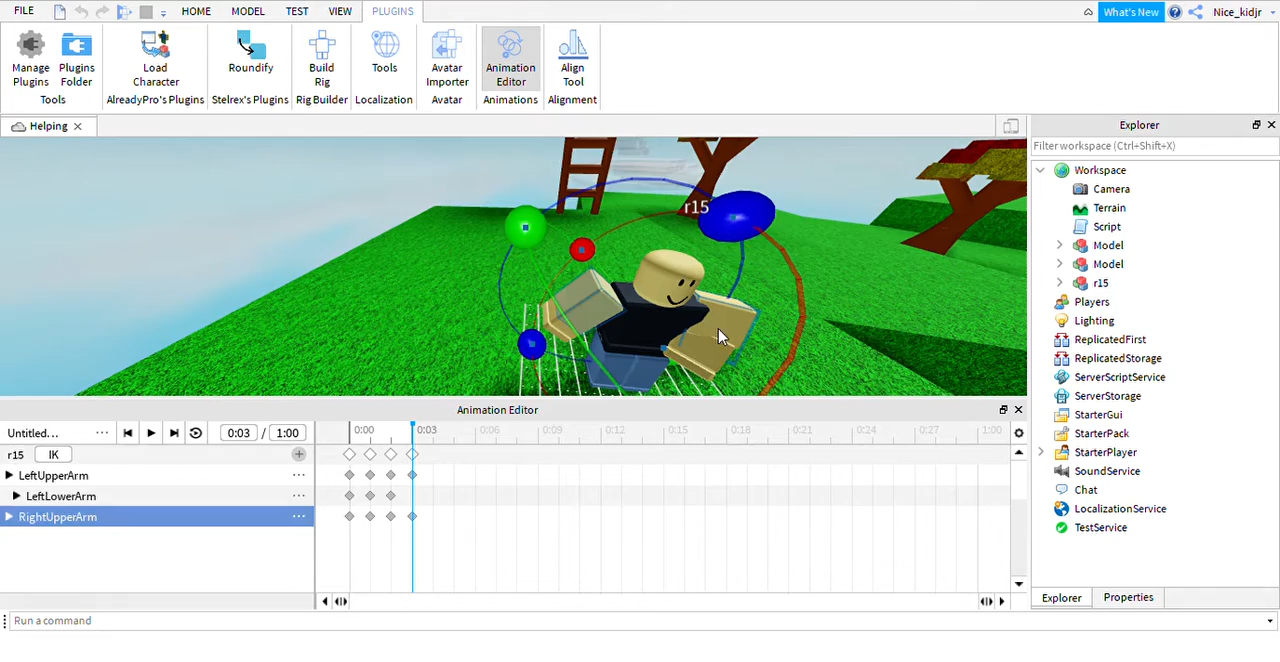 FILE HOME MODEL TEST VIEW PLUGINS What's New Nice_kidjr
Manage Plugins Load Roundify Build Tools Avatar Animation Align
Plugins Folder Character Rig Importer Editor Tool
Tools AlreadyPro's Plugins Stelrex's Plugins Rig Builder Localization Avatar Animations Alignment
Helping
r15
Explorer
Filter workspace (Ctrl+Shift+X)
Workspace
Camera
Terrain
Script
Model
Model
r15
Players
Lighting
ReplicatedFirst
ReplicatedStorage
ServerScriptService
ServerStorage
StarterGui
StarterPack
StarterPlayer
SoundService
Chat
LocalizationService
TestService
Explorer Properties
Animation Editor
Untitled... ... 0:03 / 1:00 0:00 0:03 0:06 0:09 0:12 0:15 0:18 0:21 0:24 0:27 1:00
r15 IK
LeftUpperArm ...
LeftLowerArm ...
RightUpperArm ...
Run a command